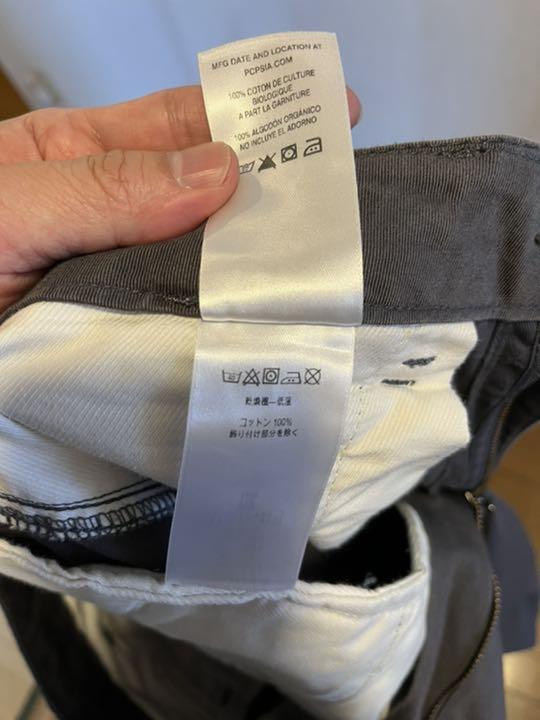 MFG DATE AND LOCATION AT
PCPSIA.COM
100% COTON DE CULTURE
BIOLOGIQUE
A PART LA GARNITURE
100% ALGODÓN ORGÁNICO
NO INCLUYE EL ADORNO
乾燥機—低温
コットン 100%
飾り付け部分を除く